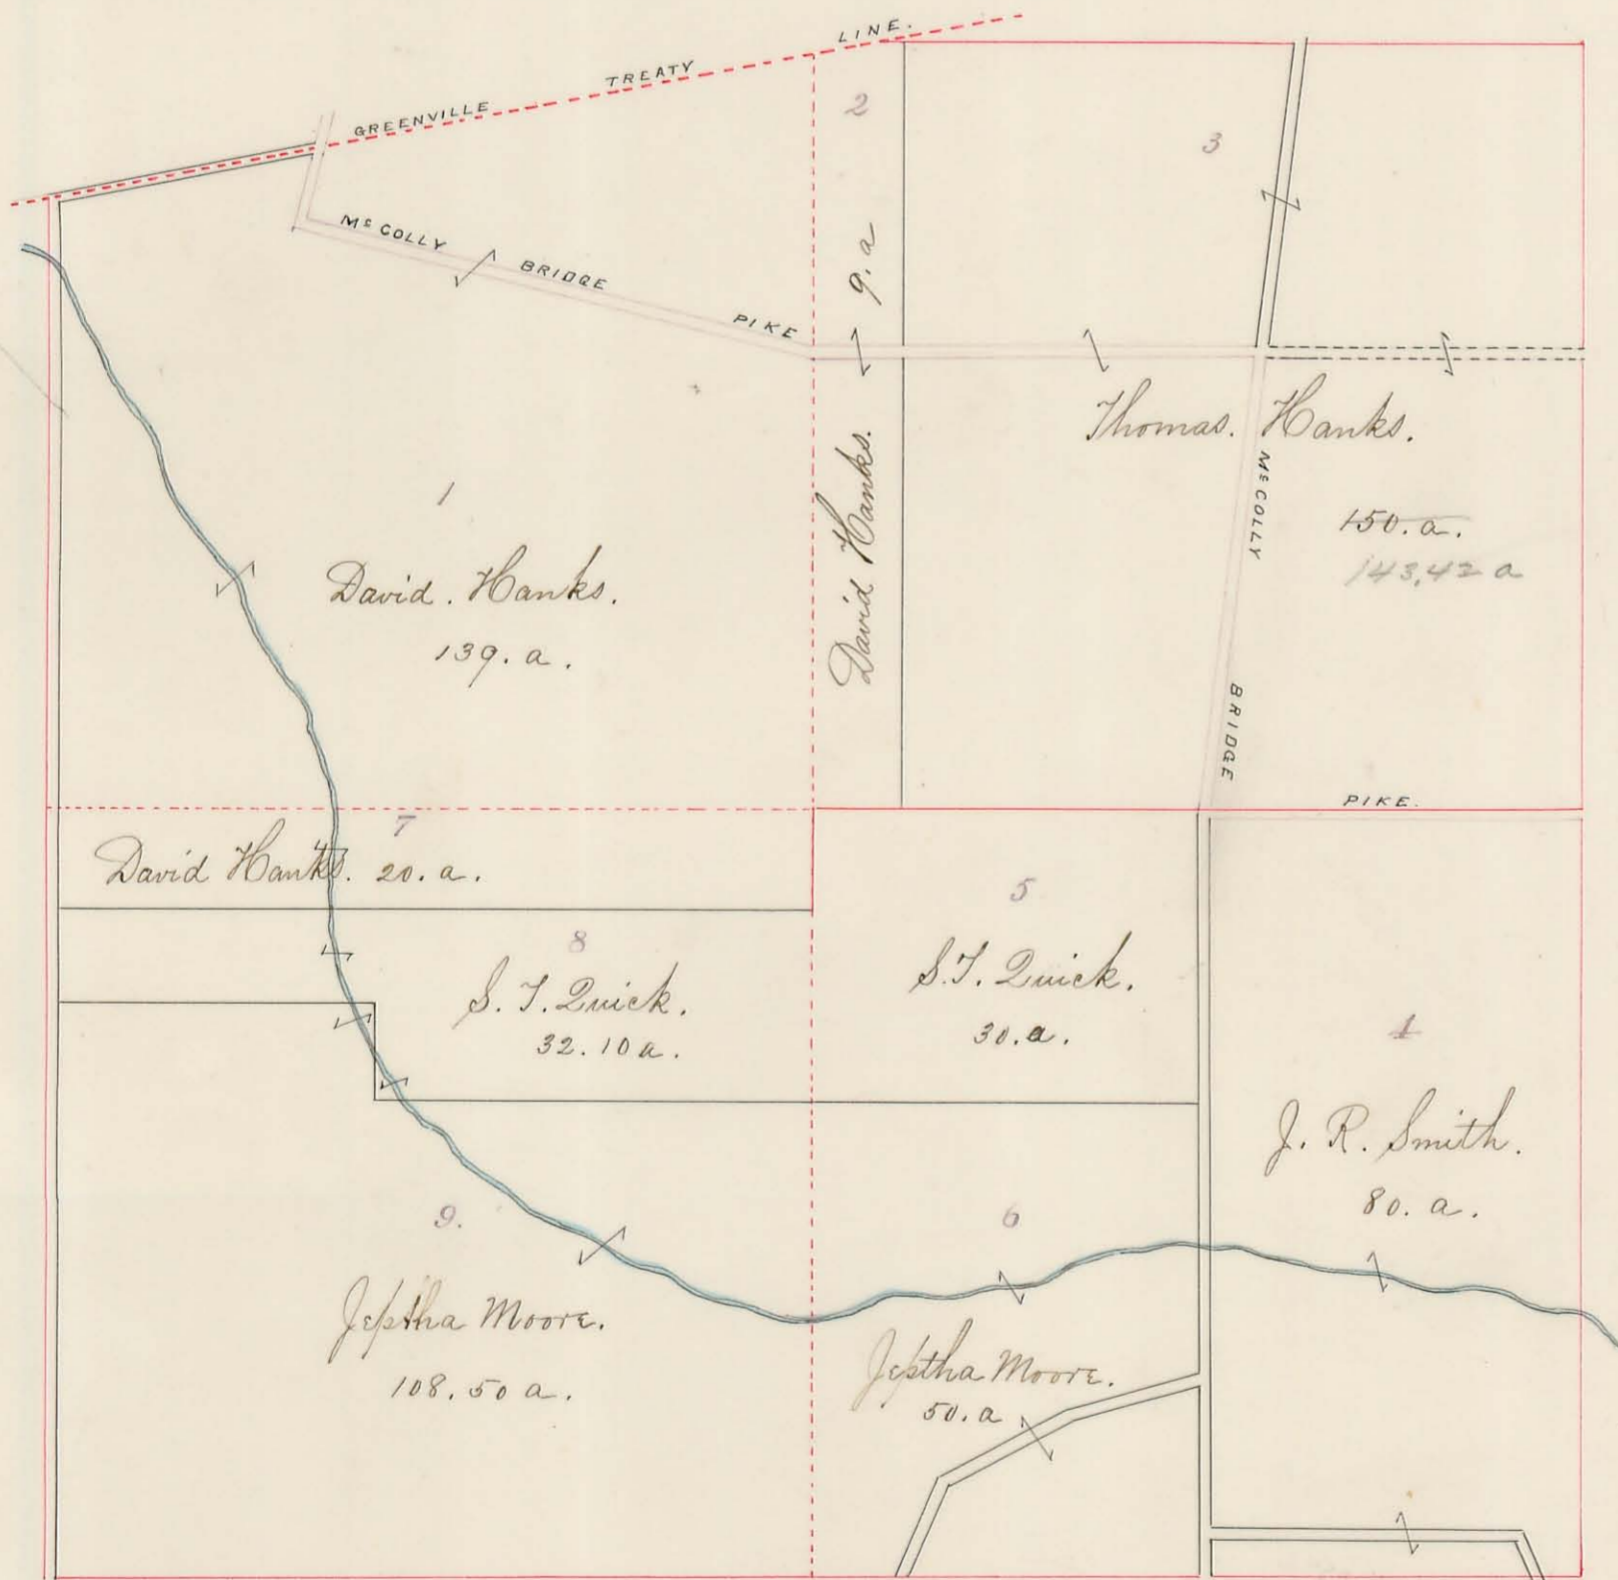 GREENVILLE TREATY LINE.
McCOLLY BRIDGE PIKE
1
David. Hanks.
139. a.
2
David Hanks. 9. a
3
Thomas. Hanks.
150. a.
143,42 a
McCOLLY BRIDGE
PIKE.
7
David Hanks. 20. a.
8
S. T. Quick.
32.10 a.
5
S. T. Quick.
30. a.
4
J. R. Smith.
80. a.
9.
Jeptha Moore.
108.50 a.
6
Jeptha Moore.
50. a